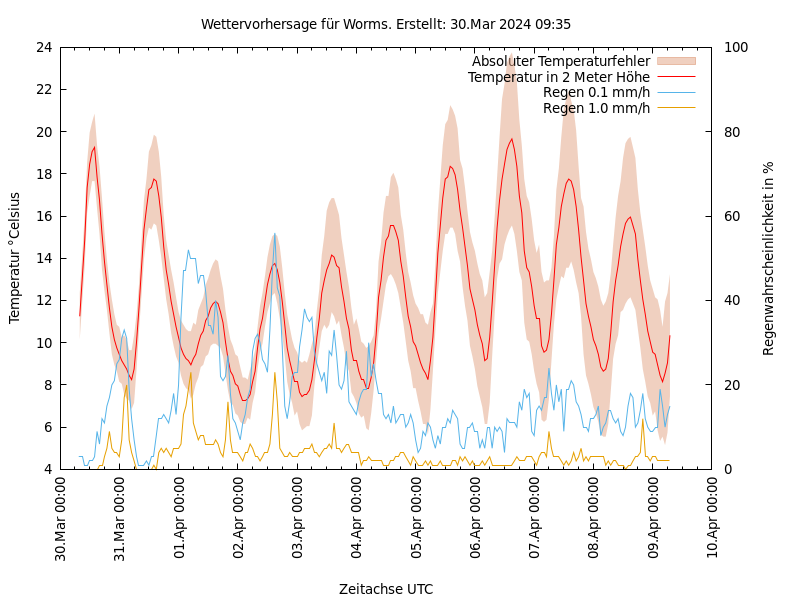 Wettervorhersage für Worms. Erstellt: 30.Mar 2024 09:35
Absoluter Temperaturfehler
Temperatur in 2 Meter Höhe
Regen 0.1 mm/h
Regen 1.0 mm/h
Temperatur °Celsius
24
22
20
18
16
14
12
10
8
6
4
Regenwahrscheinlichkeit in %
100
80
60
40
20
0
30.Mar 00:00
31.Mar 00:00
01.Apr 00:00
02.Apr 00:00
03.Apr 00:00
04.Apr 00:00
05.Apr 00:00
06.Apr 00:00
07.Apr 00:00
08.Apr 00:00
09.Apr 00:00
10.Apr 00:00
Zeitachse UTC